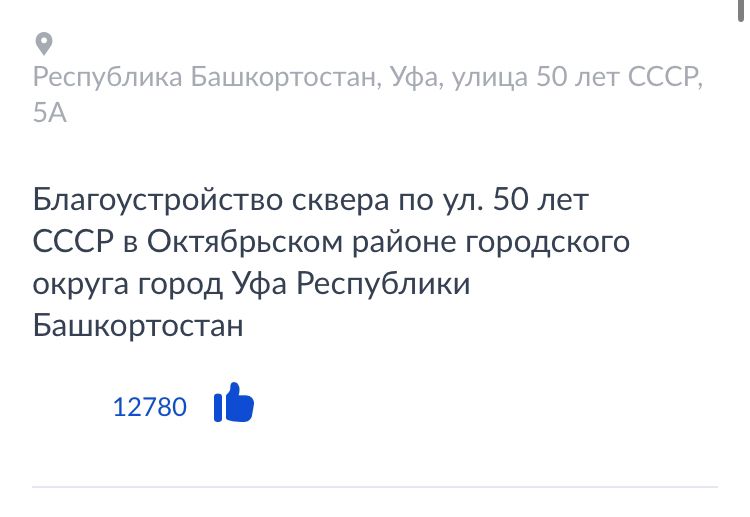 Республика Башкортостан, Уфа, улица 50 лет СССР,
5А
Благоустройство сквера по ул. 50 лет
СССР в Октябрьском районе городского
округа город Уфа Республики
Башкортостан
12780